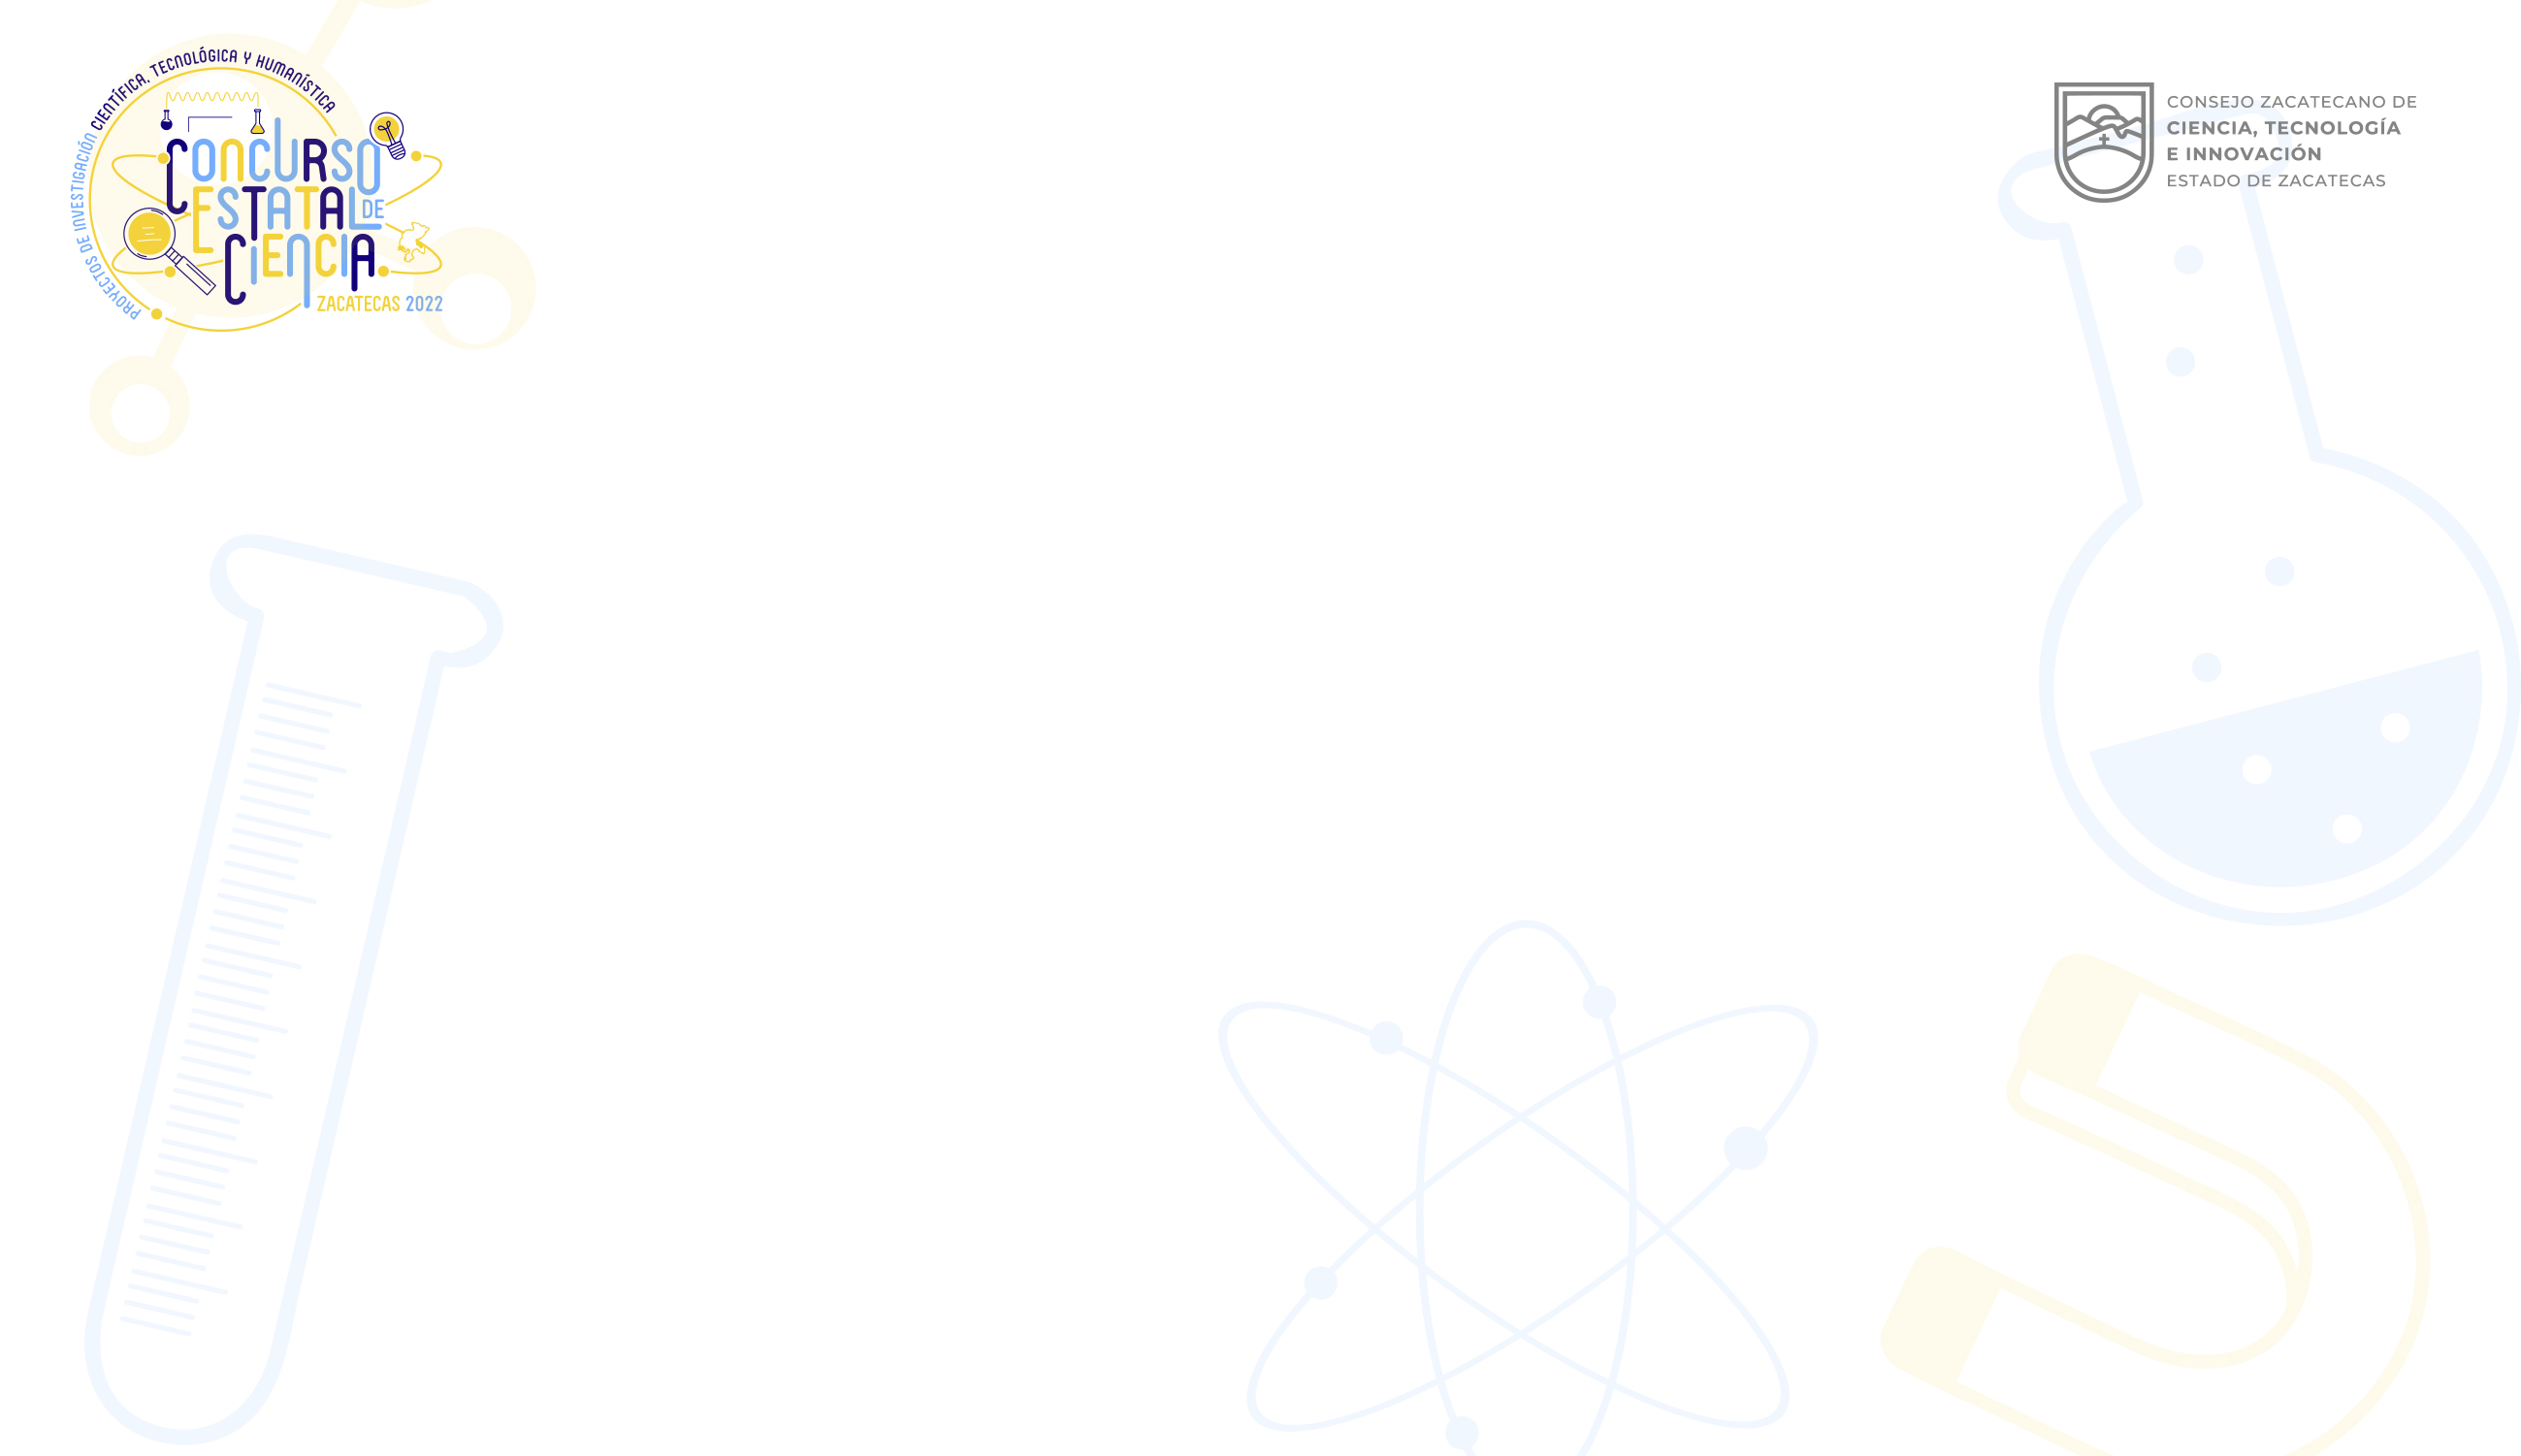 PROYECTOS DE INVESTIGACIÓN CIENTÍFICA, TECNOLÓGICA Y HUMANÍSTICA
CONCURSO
ESTATAL DE
CIENCIA
ZACATECAS 2022
CONSEJO ZACATECANO DE
CIENCIA, TECNOLOGÍA
E INNOVACIÓN
ESTADO DE ZACATECAS